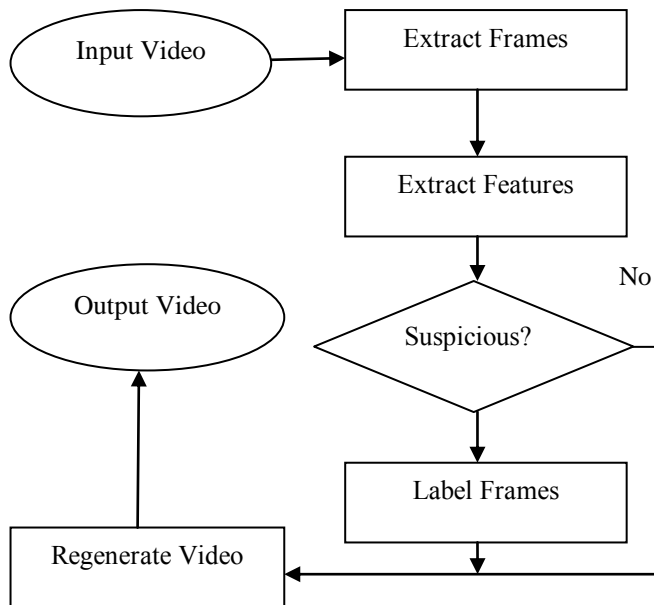 Input Video
Extract Frames
Extract Features
No
Output Video
Suspicious?
Label Frames
Regenerate Video